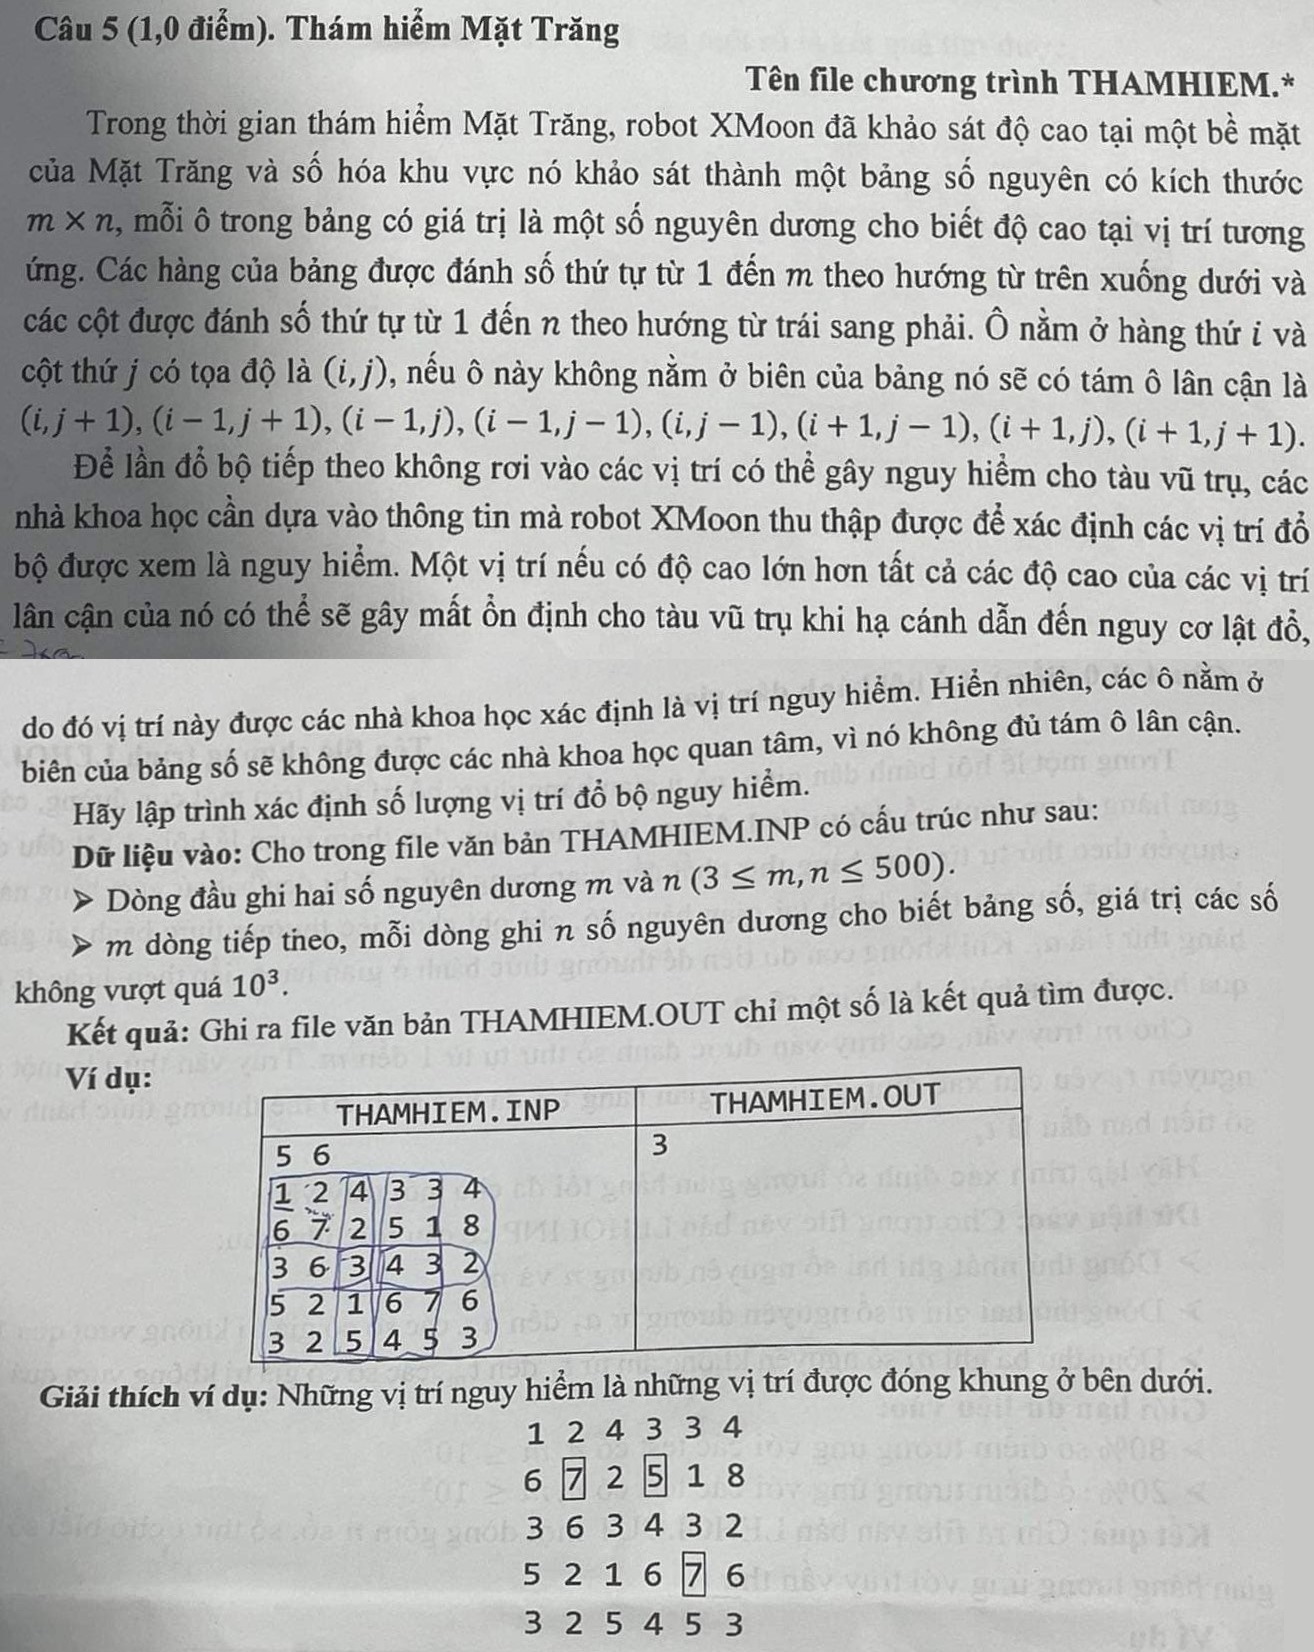 Câu 5 (1,0 điểm). Thám hiểm Mặt Trăng
Tên file chương trình THAMHIEM.*
Trong thời gian thám hiểm Mặt Trăng, robot XMoon đã khảo sát độ cao tại một bề mặt
của Mặt Trăng và số hóa khu vực nó khảo sát thành một bảng số nguyên có kích thước
m × n, mỗi ô trong bảng có giá trị là một số nguyên dương cho biết độ cao tại vị trí tương
ứng. Các hàng của bảng được đánh số thứ tự từ 1 đến m theo hướng từ trên xuống dưới và
các cột được đánh số thứ tự từ 1 đến n theo hướng từ trái sang phải. Ô nằm ở hàng thứ i và
cột thứ j có tọa độ là (i, j), nếu ô này không nằm ở biên của bảng nó sẽ có tám ô lân cận là
(i, j + 1), (i − 1, j + 1), (i − 1, j), (i − 1, j − 1), (i, j − 1), (i + 1, j − 1), (i + 1, j), (i + 1, j + 1).
Để lần đổ bộ tiếp theo không rơi vào các vị trí có thể gây nguy hiểm cho tàu vũ trụ, các
nhà khoa học cần dựa vào thông tin mà robot XMoon thu thập được để xác định các vị trí đổ
bộ được xem là nguy hiểm. Một vị trí nếu có độ cao lớn hơn tất cả các độ cao của các vị trí
lân cận của nó có thể sẽ gây mất ổn định cho tàu vũ trụ khi hạ cánh dẫn đến nguy cơ lật đổ,
do đó vị trí này được các nhà khoa học xác định là vị trí nguy hiểm. Hiển nhiên, các ô nằm ở
biên của bảng số sẽ không được các nhà khoa học quan tâm, vì nó không đủ tám ô lân cận.
Hãy lập trình xác định số lượng vị trí đổ bộ nguy hiểm.
Dữ liệu vào: Cho trong file văn bản THAMHIEM.INP có cấu trúc như sau:
➢ Dòng đầu ghi hai số nguyên dương m và n (3 ≤ m, n ≤ 500).
➢ m dòng tiếp theo, mỗi dòng ghi n số nguyên dương cho biết bảng số, giá trị các số
không vượt quá 10³.
Kết quả: Ghi ra file văn bản THAMHIEM.OUT chỉ một số là kết quả tìm được.
Ví dụ:
THAMHIEM.INP THAMHIEM.OUT
5 6 3
1 2 4 3 3 4
6 7 2 5 1 8
3 6 3 4 3 2
5 2 1 6 7 6
3 2 5 4 5 3
Giải thích ví dụ: Những vị trí nguy hiểm là những vị trí được đóng khung ở bên dưới.
1 2 4 3 3 4
6 7 2 5 1 8
3 6 3 4 3 2
5 2 1 6 7 6
3 2 5 4 5 3